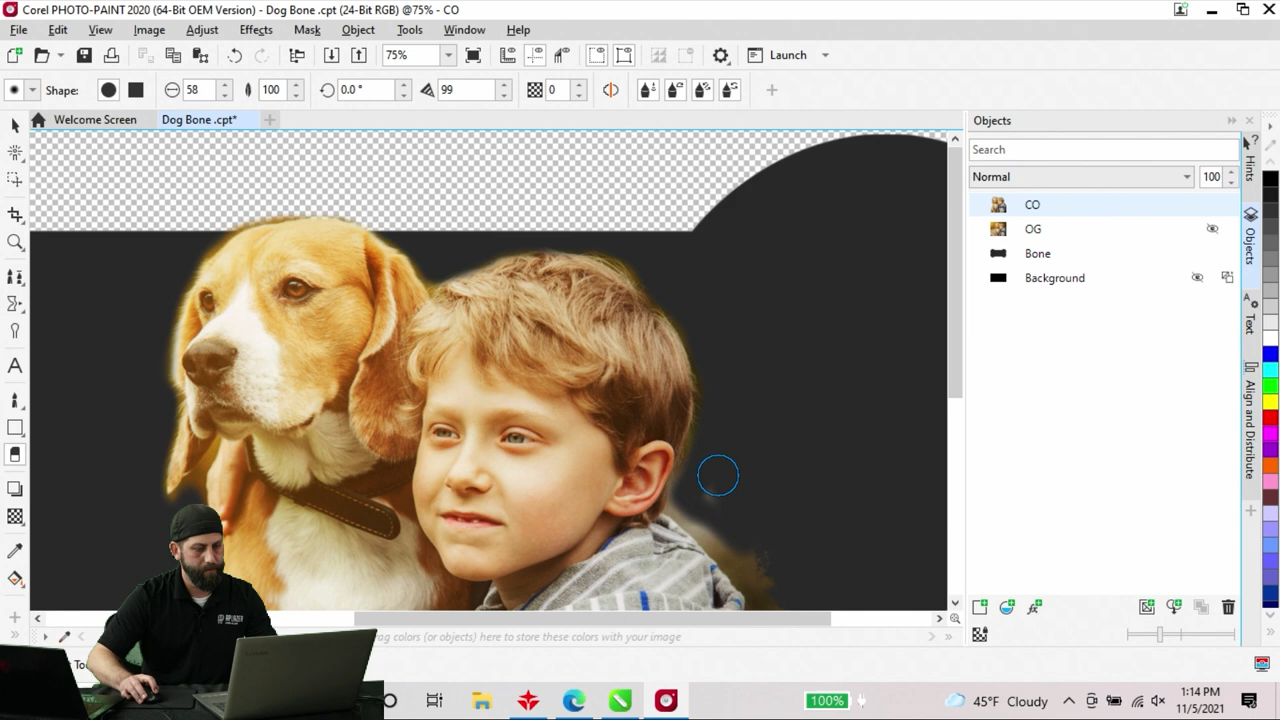 Corel PHOTO-PAINT 2020 (64-Bit OEM Version) - Dog Bone .cpt (24-Bit RGB) @75% - CO
File Edit View Image Adjust Effects Mask Object Tools Window Help
75% Launch
Shape: 58 100 0.0 ° 99 0
Welcome Screen Dog Bone .cpt*
Objects
Search
Normal 100
CO
OG
Bone
Background
Hints
Objects
Text
Align and Distribute
drag colors (or objects) here to store these colors with your image
100% 45°F Cloudy
1:14 PM
11/5/2021